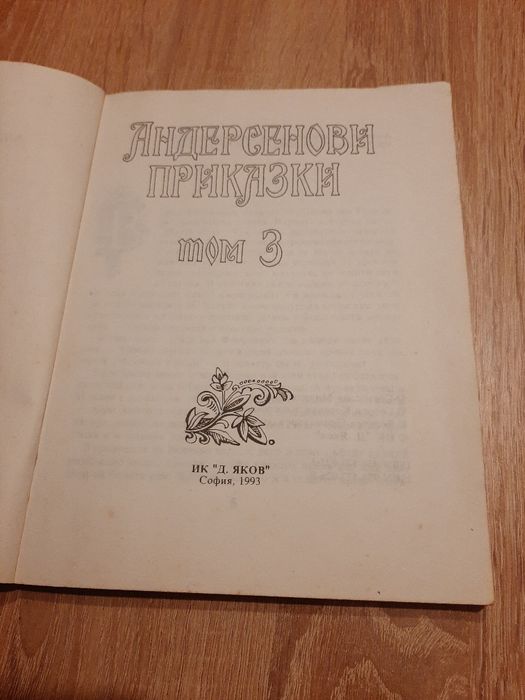 АНДЕРСЕНОВИ
ПРИКАЗКИ
том 3
ИК "Д. ЯКОВ"
София, 1993